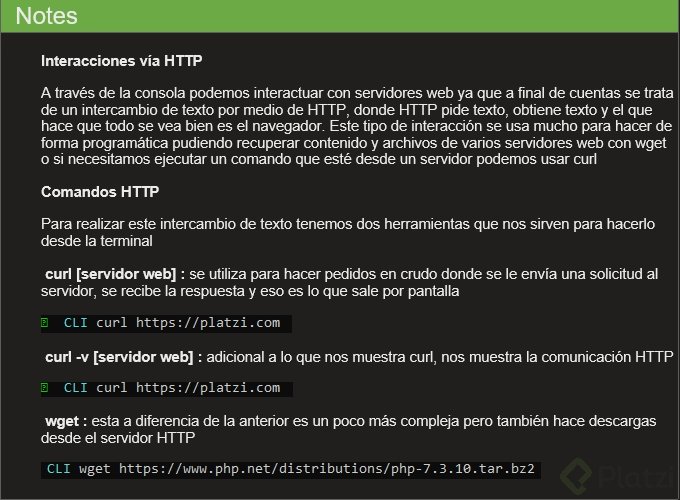 Notes
Interacciones vía HTTP
A través de la consola podemos interactuar con servidores web ya que a final de cuentas se trata
de un intercambio de texto por medio de HTTP, donde HTTP pide texto, obtiene texto y el que
hace que todo se vea bien es el navegador. Este tipo de interacción se usa mucho para hacer de
forma programática pudiendo recuperar contenido y archivos de varios servidores web con wget
o si necesitamos ejecutar un comando que esté desde un servidor podemos usar curl
Comandos HTTP
Para realizar este intercambio de texto tenemos dos herramientas que nos sirven para hacerlo
desde la terminal
curl [servidor web] : se utiliza para hacer pedidos en crudo donde se le envía una solicitud al
servidor, se recibe la respuesta y eso es lo que sale por pantalla
CLI curl https://platzi.com
curl -v [servidor web] : adicional a lo que nos muestra curl, nos muestra la comunicación HTTP
CLI curl https://platzi.com
wget : esta a diferencia de la anterior es un poco más compleja pero también hace descargas
desde el servidor HTTP
CLI wget https://www.php.net/distributions/php-7.3.10.tar.bz2
Platzi